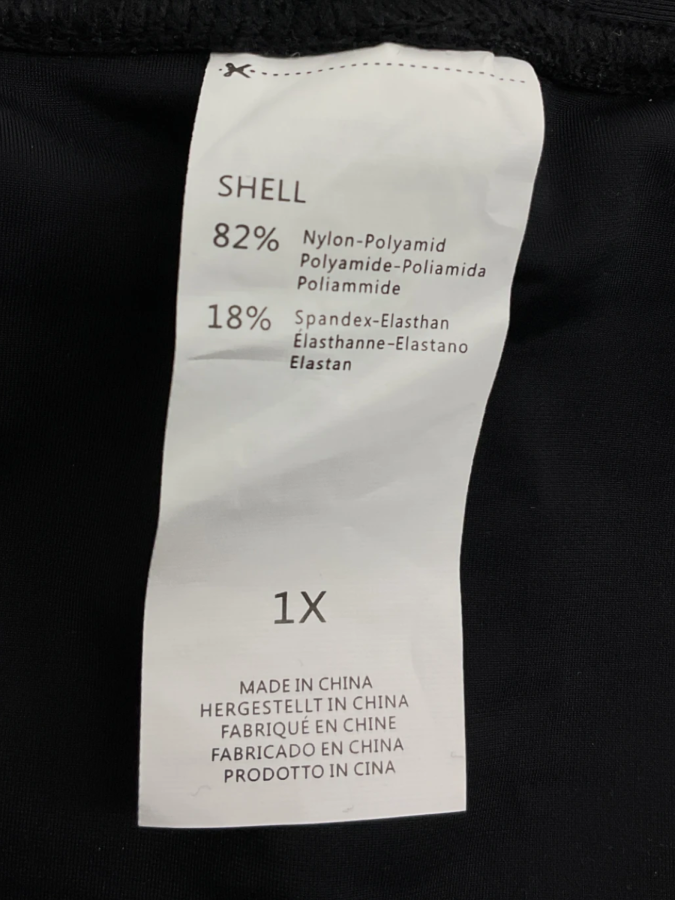 SHELL
82% Nylon-Polyamid
Polyamide-Poliamida
Poliammide
18% Spandex-Elasthan
Élasthanne-Elastano
Elastan
1X
MADE IN CHINA
HERGESTELLT IN CHINA
FABRIQUÉ EN CHINE
FABRICADO EN CHINA
PRODOTTO IN CINA